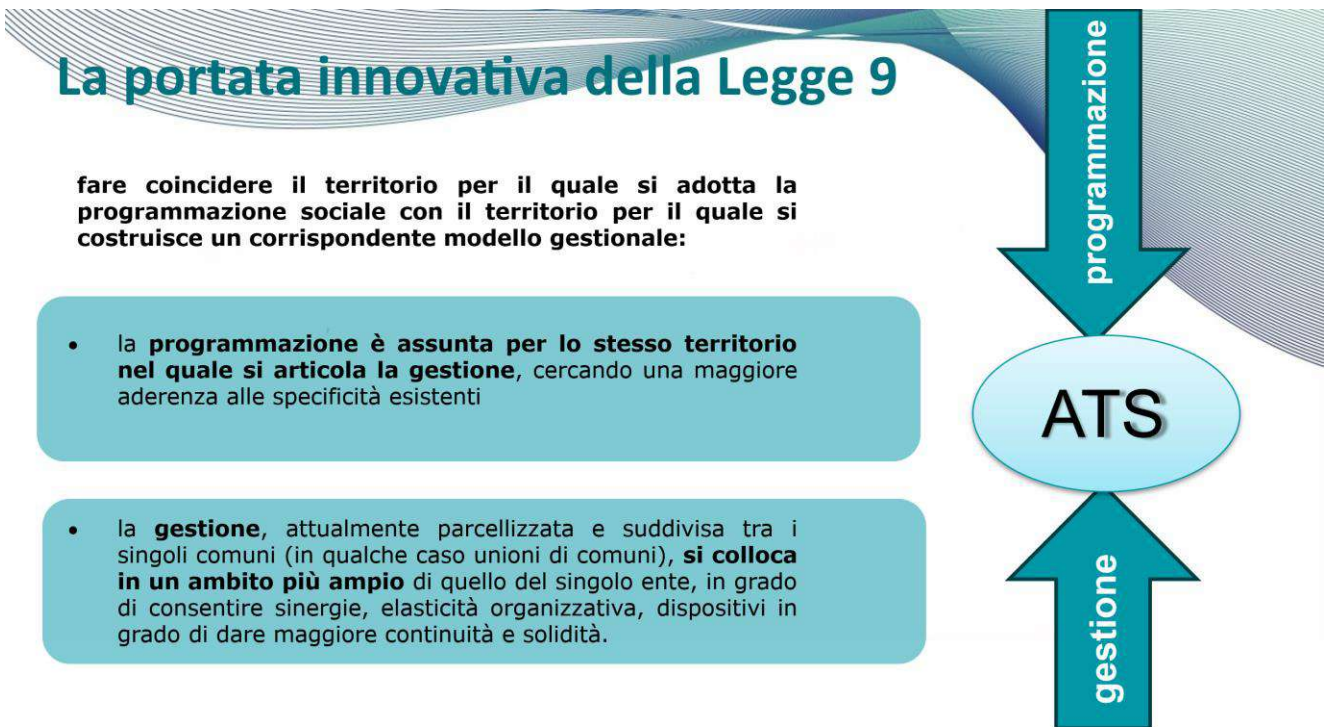 La portata innovativa della Legge 9
fare coincidere il territorio per il quale si adotta la
programmazione sociale con il territorio per il quale si
costruisce un corrispondente modello gestionale:
• la programmazione è assunta per lo stesso territorio
nel quale si articola la gestione, cercando una maggiore
aderenza alle specificità esistenti
• la gestione, attualmente parcellizzata e suddivisa tra i
singoli comuni (in qualche caso unioni di comuni), si colloca
in un ambito più ampio di quello del singolo ente, in grado
di consentire sinergie, elasticità organizzativa, dispositivi in
grado di dare maggiore continuità e solidità.
programmazione
ATS
gestione